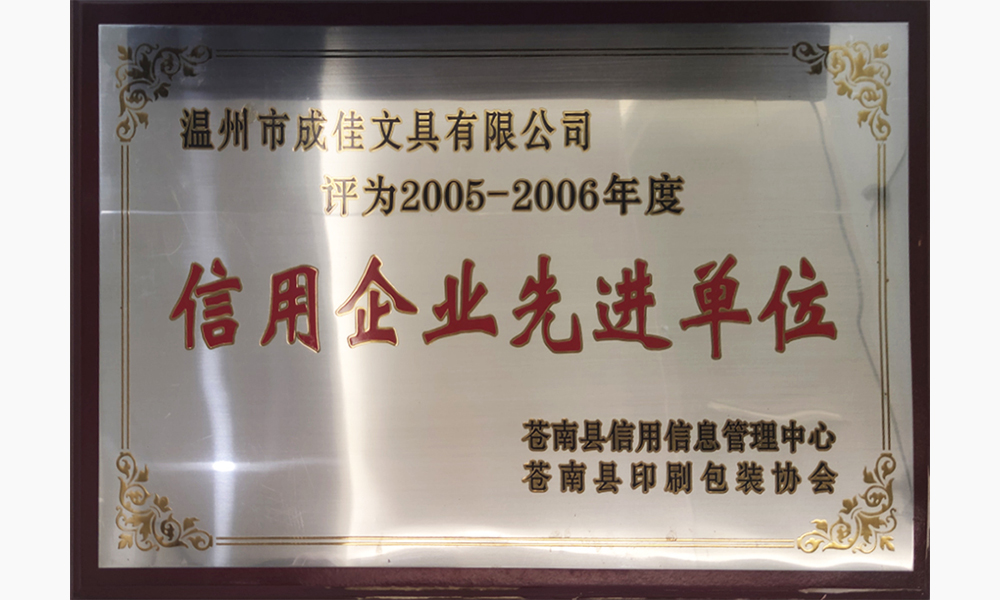 温州市成佳文具有限公司
评为2005-2006年度
信用企业先进单位
苍南县信用信息管理中心
苍南县印刷包装协会